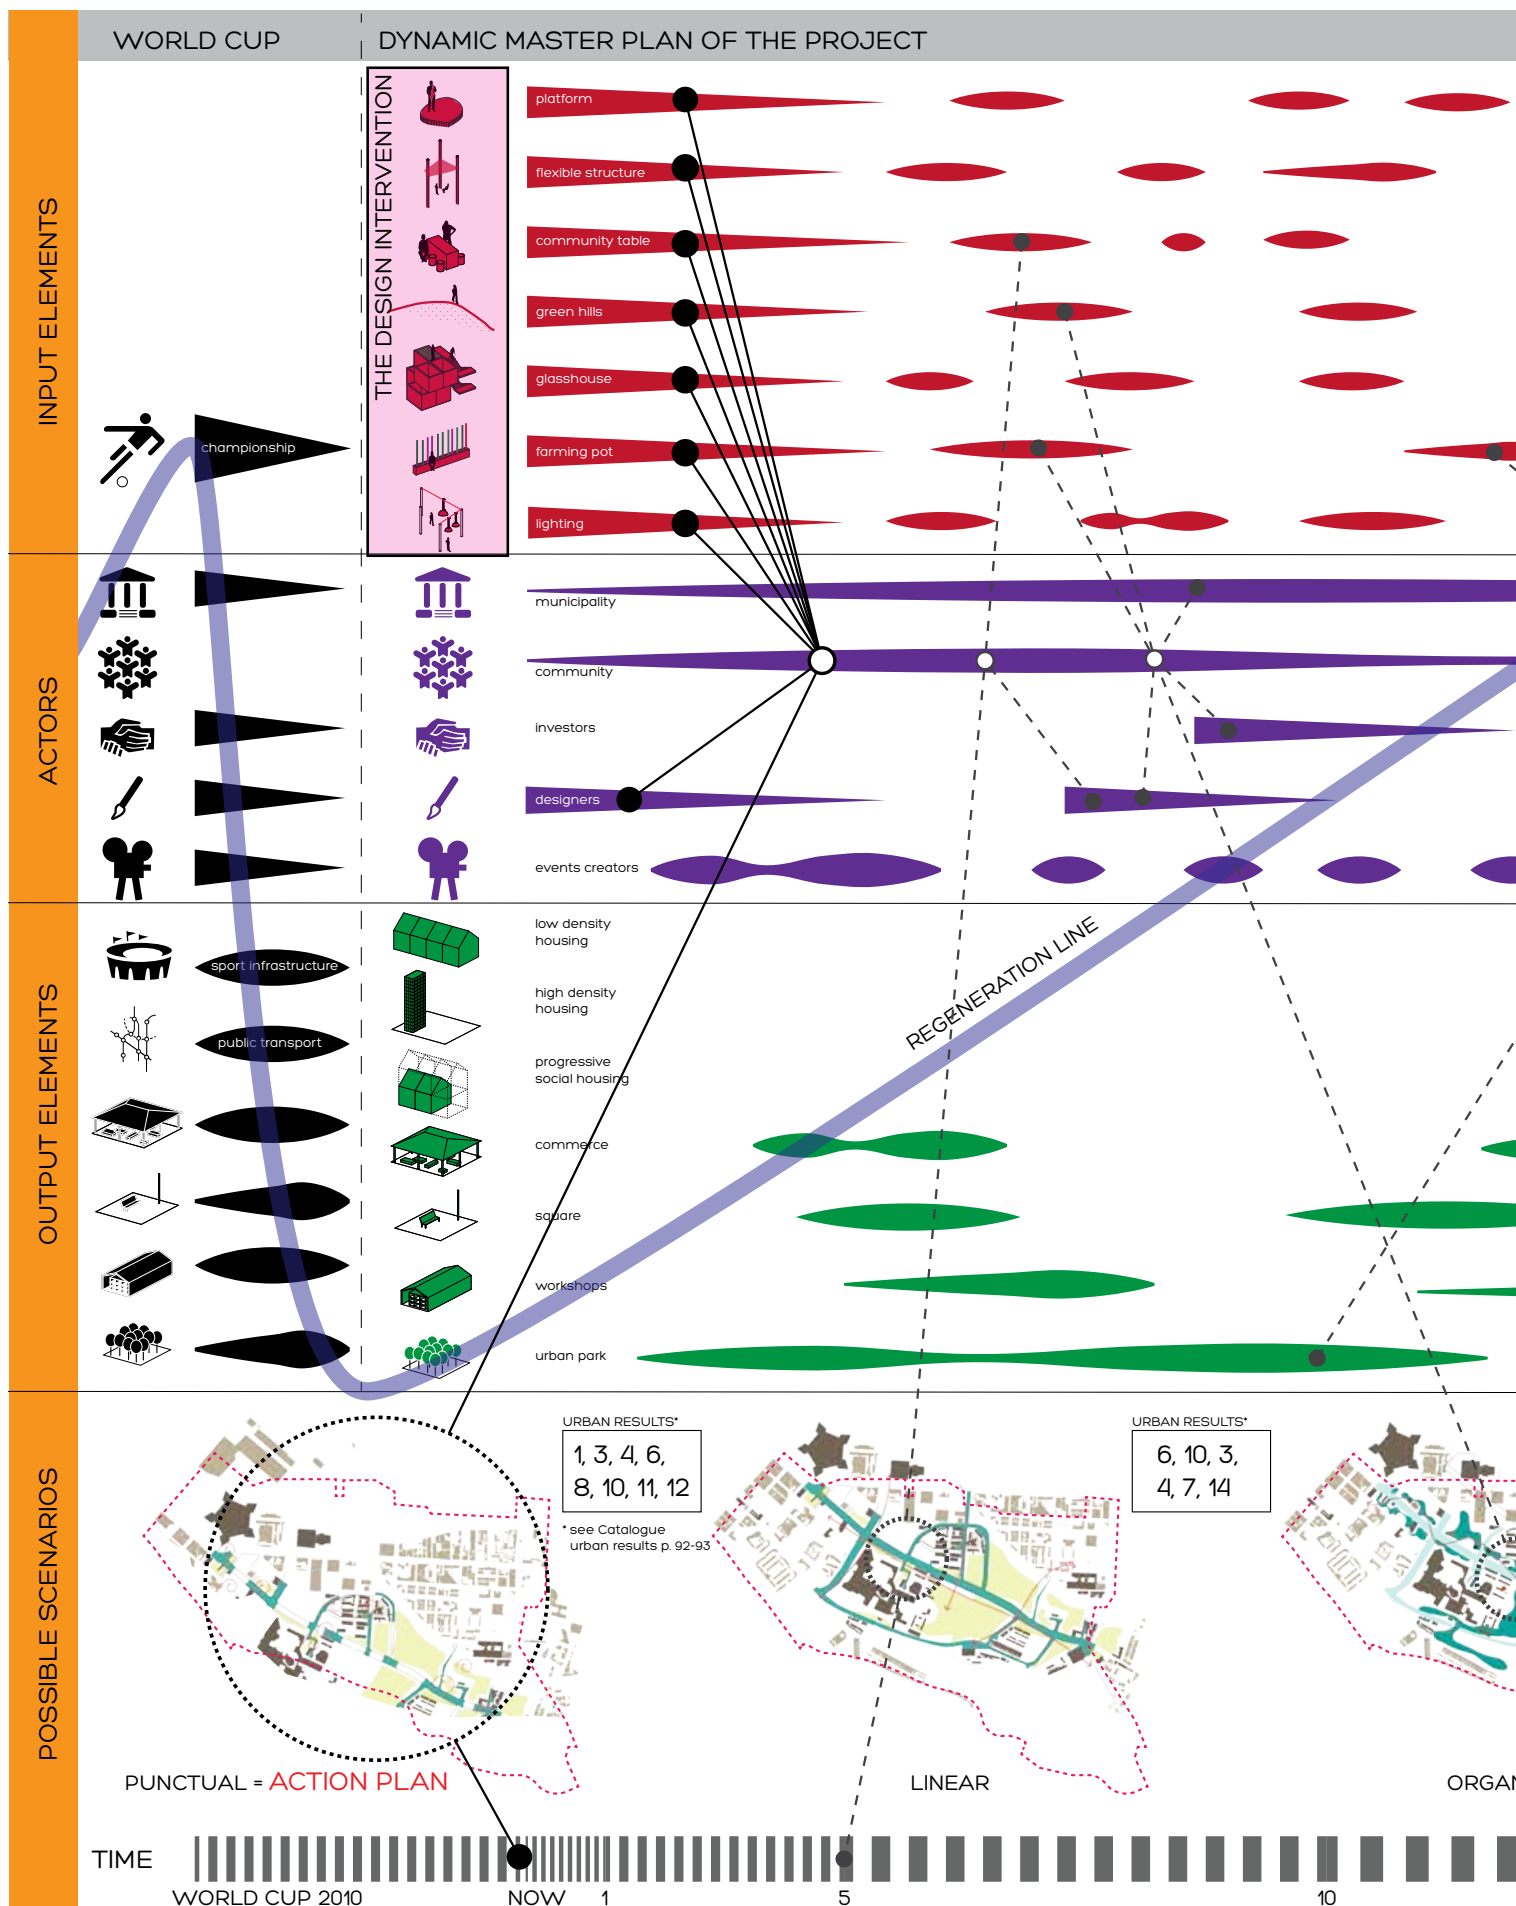 WORLD CUP
DYNAMIC MASTER PLAN OF THE PROJECT
INPUT ELEMENTS
THE DESIGN INTERVENTION
platform
flexible structure
community table
green hills
glasshouse
championship
farming pot
lighting
ACTORS
municipality
community
investors
designers
events creators
OUTPUT ELEMENTS
low density
housing
sport infrastructure
high density
housing
public transport
progressive
social housing
REGENERATION LINE
commerce
square
workshops
urban park
POSSIBLE SCENARIOS
URBAN RESULTS*
1, 3, 4, 6,
8, 10, 11, 12
* see Catalogue
urban results p. 92-93
URBAN RESULTS*
6, 10, 3,
4, 7, 14
PUNCTUAL = ACTION PLAN
LINEAR
ORGAN
TIME
WORLD CUP 2010
NOW
1
5
10